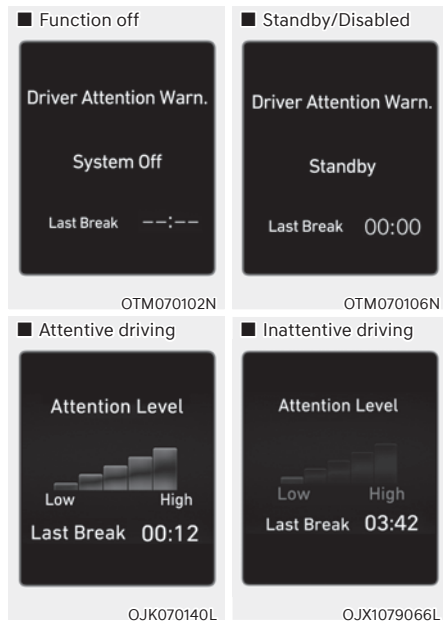 ■ Function off
Driver Attention Warn.
System Off
Last Break --:--
OTM070102N
■ Standby/Disabled
Driver Attention Warn.
Standby
Last Break 00:00
OTM070106N
■ Attentive driving
Attention Level
Low High
Last Break 00:12
OJK070140L
■ Inattentive driving
Attention Level
Low High
Last Break 03:42
OJX1079066L